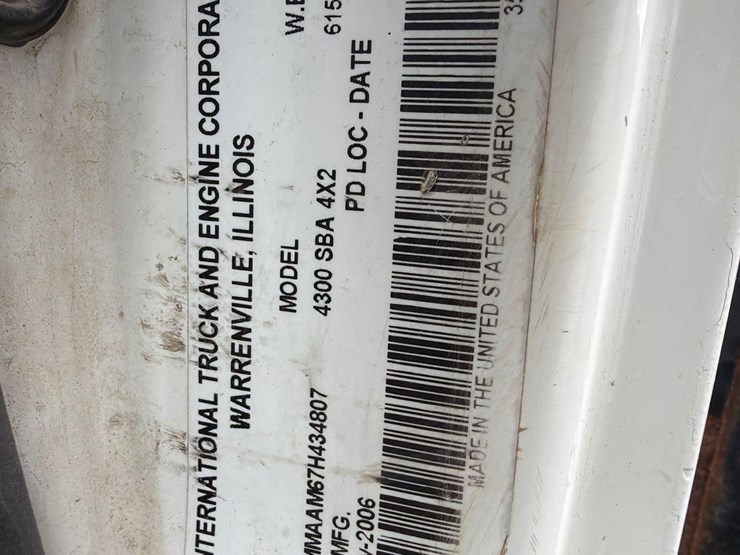 NTERNATIONAL TRUCK AND ENGINE CORPORA
WARRENVILLE, ILLINOIS
MODEL W.B
4300 SBA 4X2 615
MMAAM67H434807
MFG. PD LOC - DATE
-2006
MADE IN THE UNITED STATES OF AMERICA